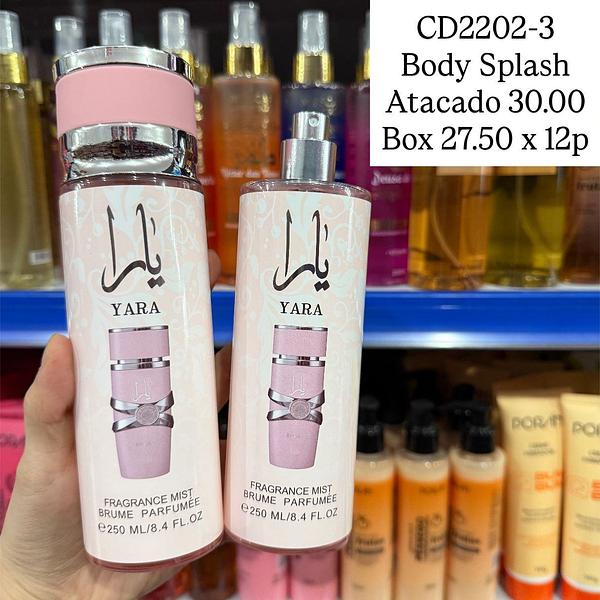 CD2202-3
Body Splash
Atacado 30.00
Box 27.50 x 12p
يارا
YARA
FRAGRANCE MIST
BRUME PARFUMÉE
℮250 ML/8.4 FL.OZ
يارا
YARA
FRAGRANCE MIST
BRUME PARFUMÉE
℮250 ML/8.4 FL.OZ